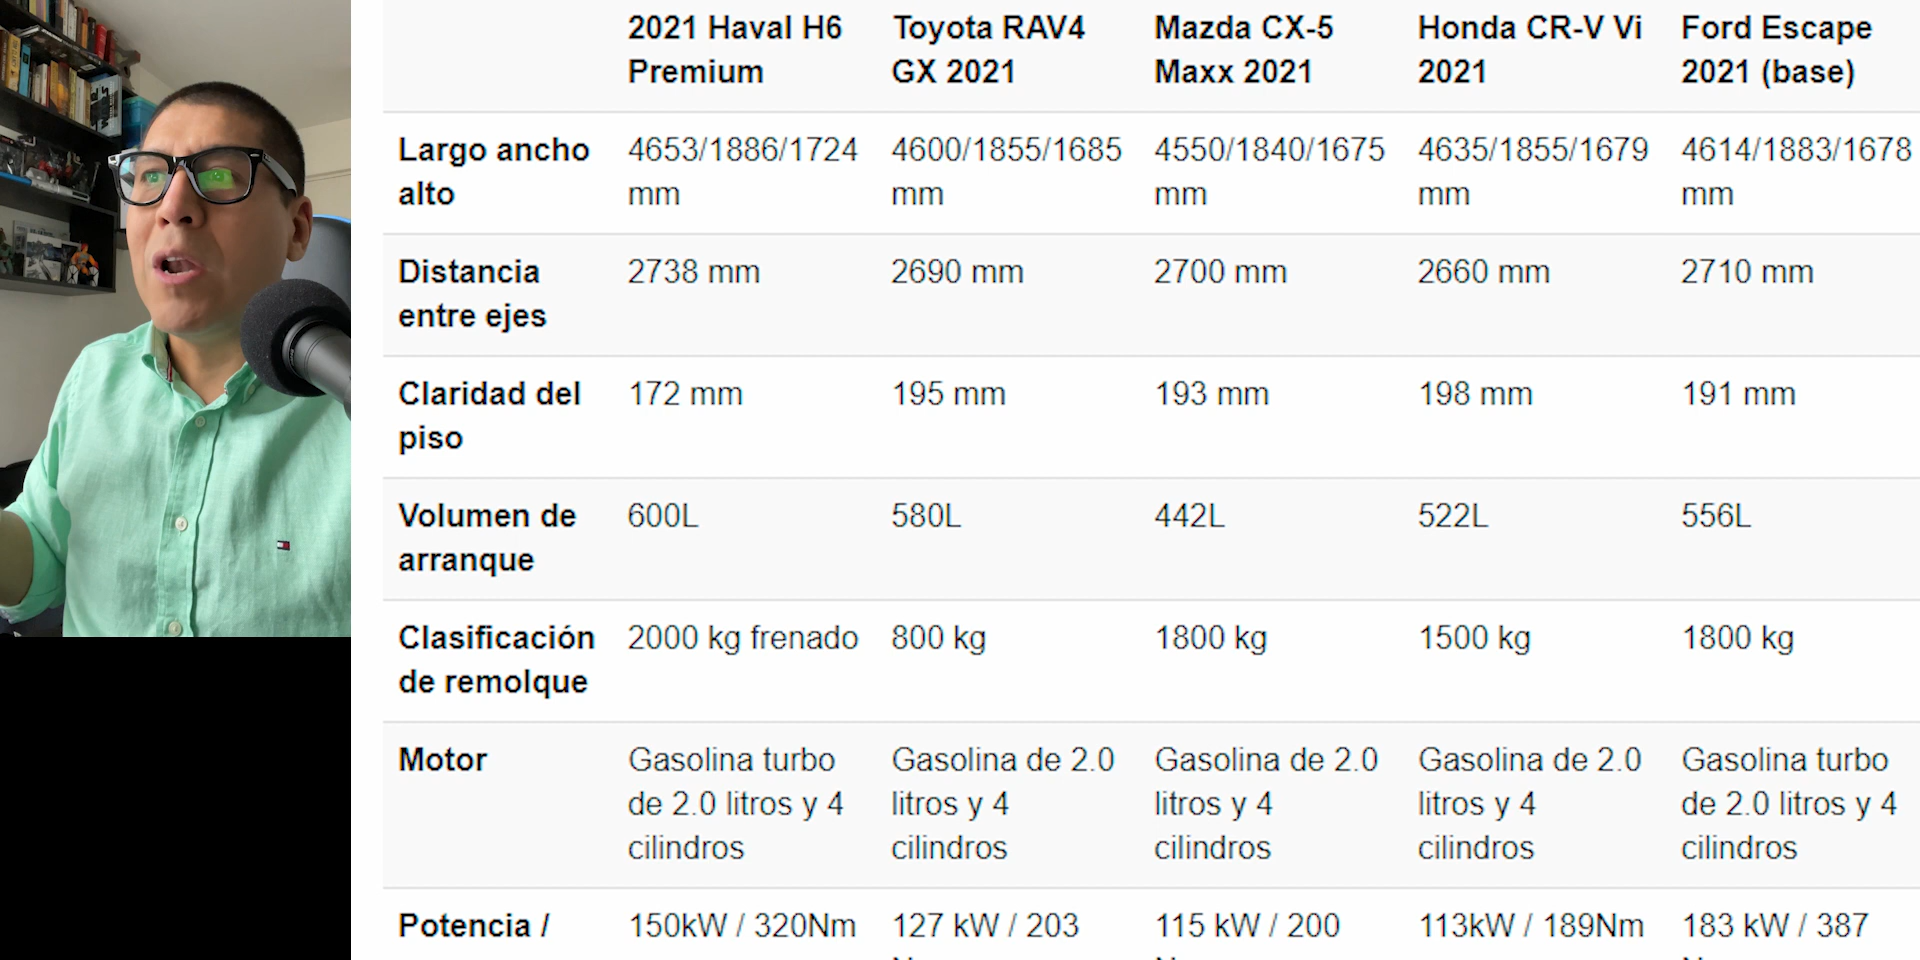 2021 Haval H6 Premium
Toyota RAV4 GX 2021
Mazda CX-5 Maxx 2021
Honda CR-V Vi 2021
Ford Escape 2021 (base)
Largo ancho alto
4653/1886/1724 mm
4600/1855/1685 mm
4550/1840/1675 mm
4635/1855/1679 mm
4614/1883/1678 mm
Distancia entre ejes
2738 mm
2690 mm
2700 mm
2660 mm
2710 mm
Claridad del piso
172 mm
195 mm
193 mm
198 mm
191 mm
Volumen de arranque
600L
580L
442L
522L
556L
Clasificación de remolque
2000 kg frenado
800 kg
1800 kg
1500 kg
1800 kg
Motor
Gasolina turbo de 2.0 litros y 4 cilindros
Gasolina de 2.0 litros y 4 cilindros
Gasolina de 2.0 litros y 4 cilindros
Gasolina de 2.0 litros y 4 cilindros
Gasolina turbo de 2.0 litros y 4 cilindros
Potencia /
150kW / 320Nm
127 kW / 203
115 kW / 200
113kW / 189Nm
183 kW / 387